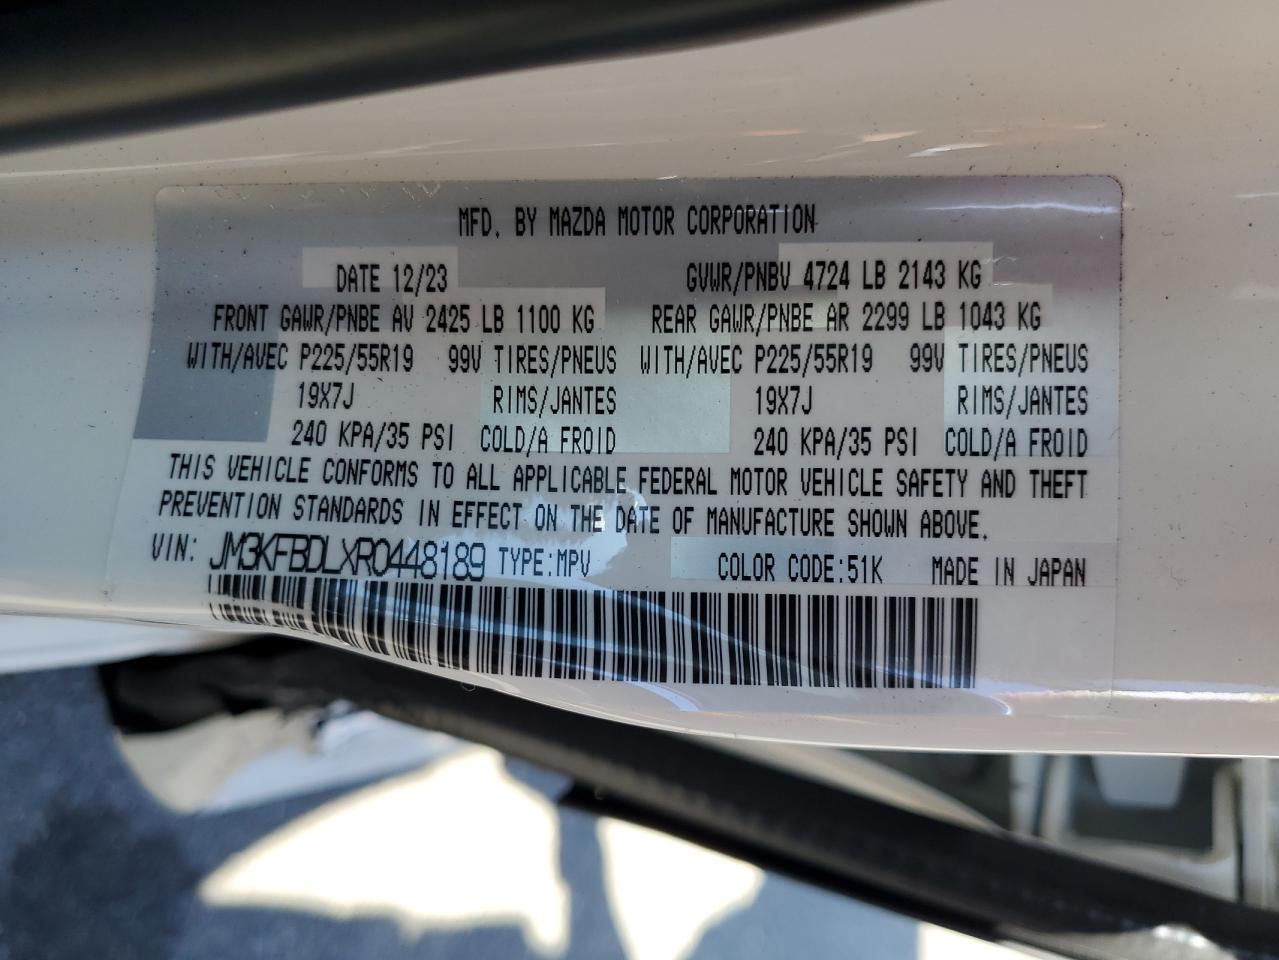 MFD. BY MAZDA MOTOR CORPORATION
DATE 12/23 GVWR/PNBV 4724 LB 2143 KG
FRONT GAWR/PNBE AV 2425 LB 1100 KG REAR GAWR/PNBE AR 2299 LB 1043 KG
WITH/AVEC P225/55R19 99V TIRES/PNEUS WITH/AVEC P225/55R19 99V TIRES/PNEUS
19X7J RIMS/JANTES 19X7J RIMS/JANTES
240 KPA/35 PSI COLD/A FROID 240 KPA/35 PSI COLD/A FROID
THIS VEHICLE CONFORMS TO ALL APPLICABLE FEDERAL MOTOR VEHICLE SAFETY AND THEFT
PREVENTION STANDARDS IN EFFECT ON THE DATE OF MANUFACTURE SHOWN ABOVE.
VIN: JM3KFBDLXR0448189 TYPE:MPV COLOR CODE:51K MADE IN JAPAN